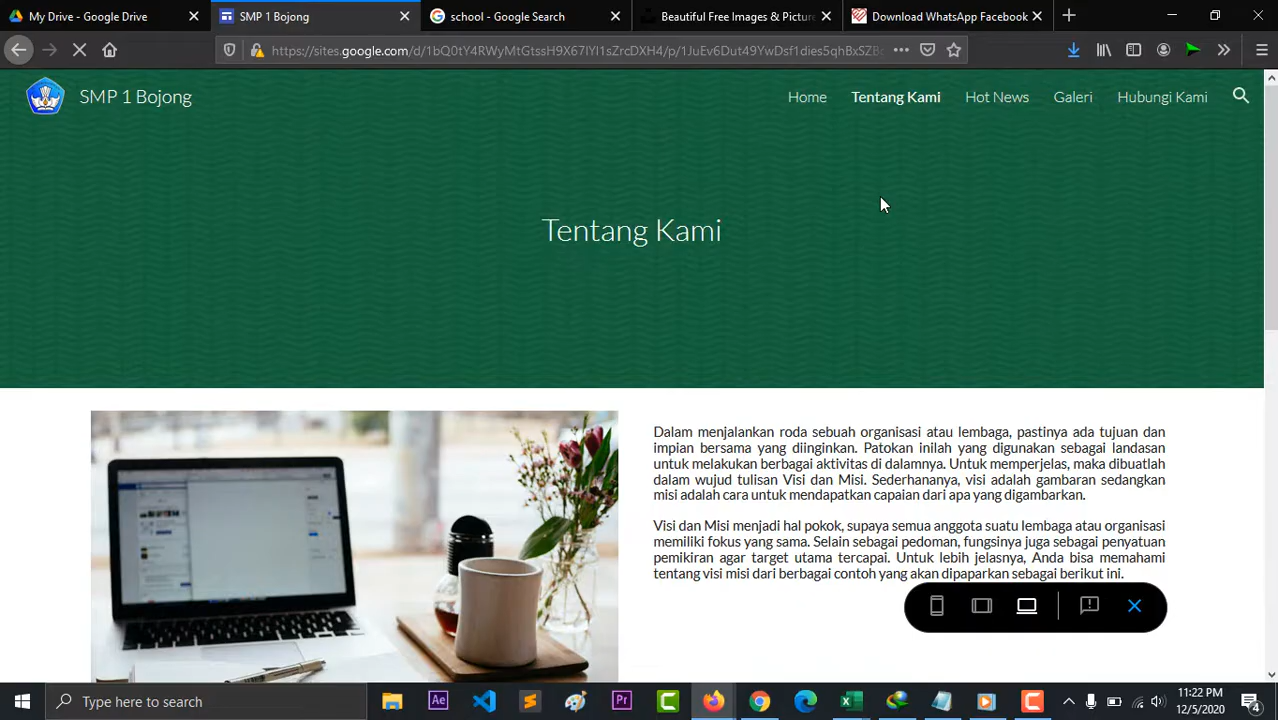 My Drive - Google Drive
SMP 1 Bojong
school - Google Search
Beautiful Free Images & Picture
Download WhatsApp Facebook
https://sites.google.com/d/1bQ0tY4RWyMtGtssH9X67lYI1sZrcDXH4/p/1JuEv6Dut49YwDsf1dies5qhBxSZB
SMP 1 Bojong
Home
Tentang Kami
Hot News
Galeri
Hubungi Kami
Tentang Kami
Dalam menjalankan roda sebuah organisasi atau lembaga, pastinya ada tujuan dan
impian bersama yang diinginkan. Patokan inilah yang digunakan sebagai landasan
untuk melakukan berbagai aktivitas di dalamnya. Untuk memperjelas, maka dibuatlah
dalam wujud tulisan Visi dan Misi. Sederhananya, visi adalah gambaran sedangkan
misi adalah cara untuk mendapatkan capaian dari apa yang digambarkan.
Visi dan Misi menjadi hal pokok, supaya semua anggota suatu lembaga atau organisasi
memiliki fokus yang sama. Selain sebagai pedoman, fungsinya juga sebagai penyatuan
pemikiran agar target utama tercapai. Untuk lebih jelasnya, Anda bisa memahami
tentang visi misi dari berbagai contoh yang akan dipaparkan sebagai berikut ini.
Type here to search
Ae
Pr
11:22 PM
12/5/2020
4